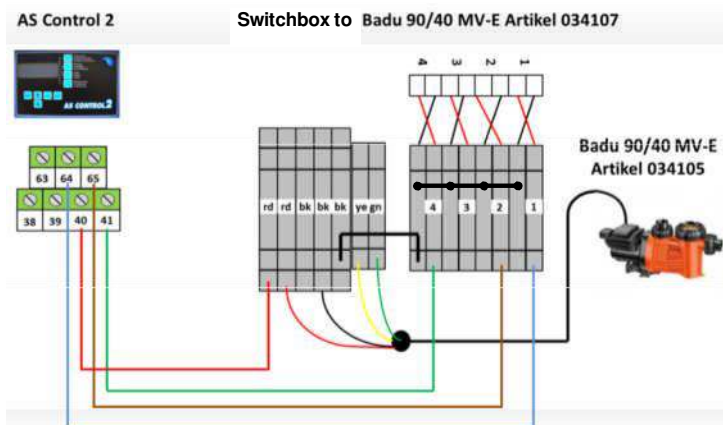 AS Control 2
Switchbox to Badu 90/40 MV-E Artikel 034107
4 3 2 1
AS CONTROL2
Badu 90/40 MV-E
Artikel 034105
63 64 65
38 39 40 41
rd rd bk bk bk ye gn
4 3 2 1